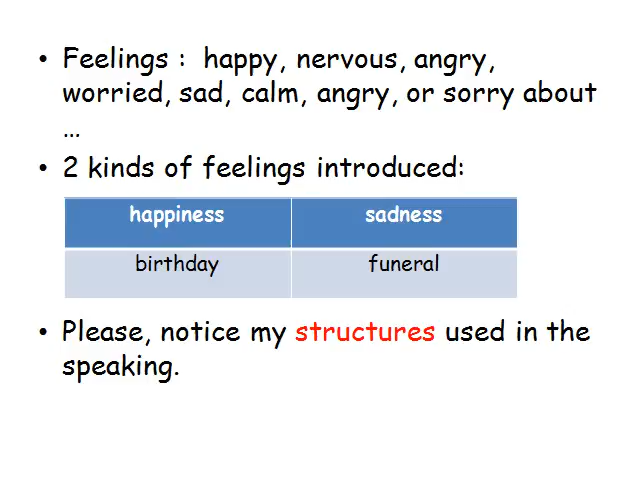 • Feelings : happy, nervous, angry,
worried, sad, calm, angry, or sorry about
…
• 2 kinds of feelings introduced:
happiness sadness
birthday funeral
• Please, notice my structures used in the
speaking.